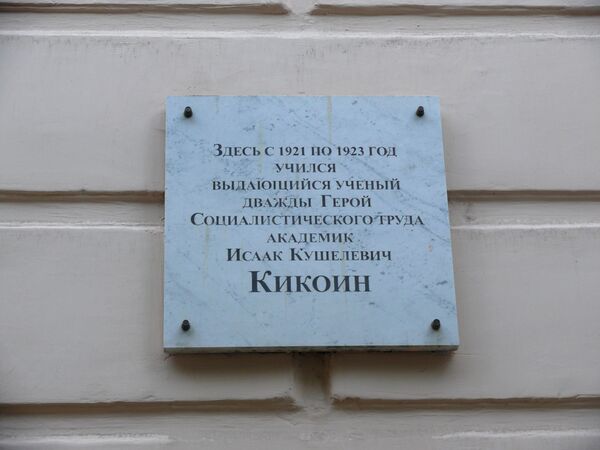 Здесь с 1921 по 1923 год
учился
выдающийся ученый
дважды Герой
Социалистического труда
академик
Исаак Кушелевич
Кикоин